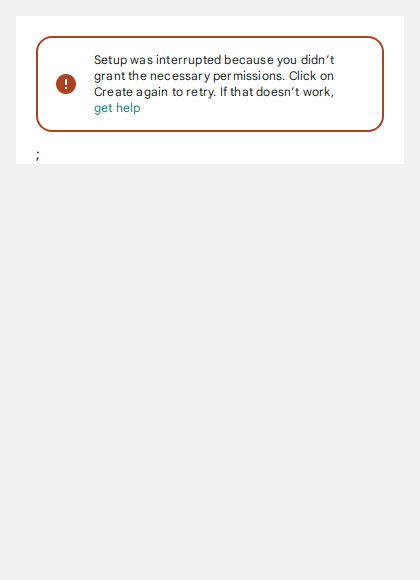 Setup was interrupted because you didn’t
grant the necessary permissions. Click on
Create again to retry. If that doesn’t work,
get help
;